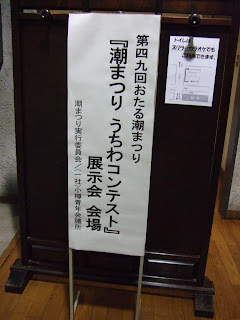 第四九回おたる潮まつり
『潮まつり うちわコンテスト』
展示会 会場
潮まつり実行委員会/(一社)小樽青年会議所
トイレは